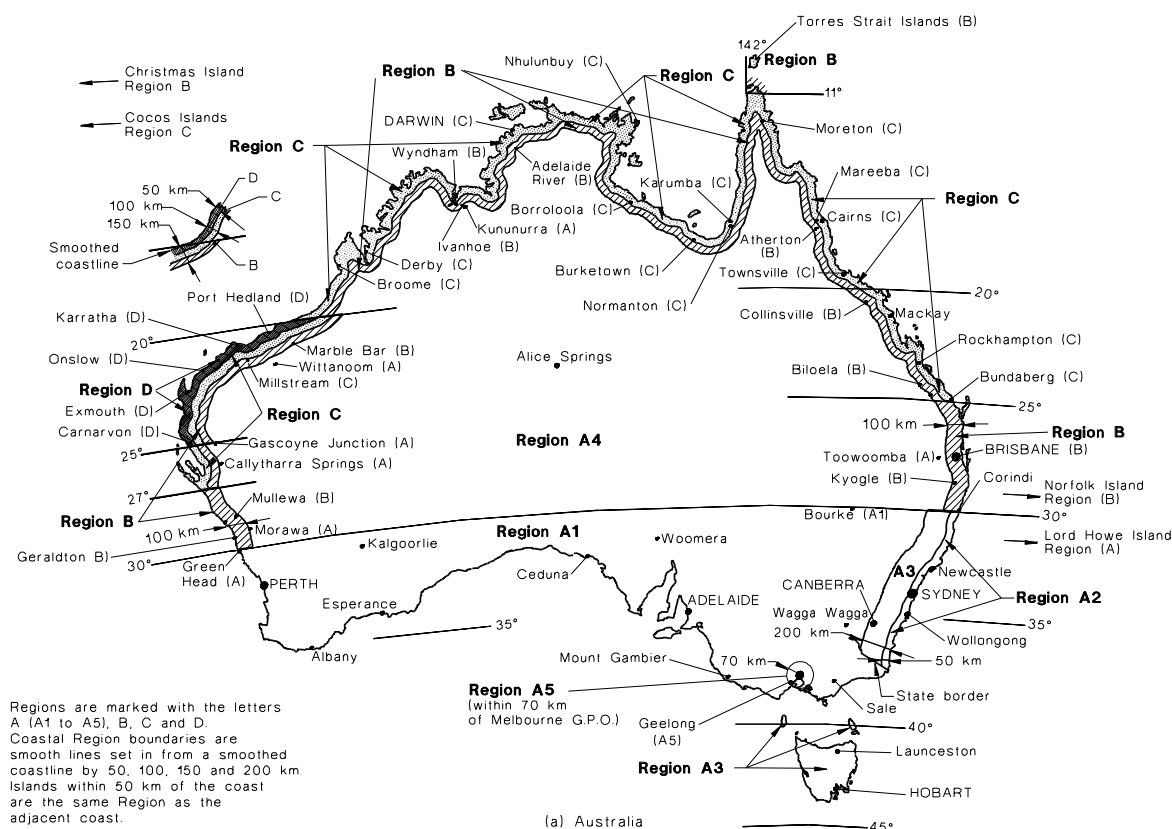 Torres Strait Islands (B)
142°
Region B
11°
Christmas Island
Region B
Cocos Islands
Region C
Region B
Nhulunbuy (C)
Region C
DARWIN (C)
Moreton (C)
Region C
Wyndham (B)
Adelaide
River (B)
Karumba (C)
Mareeba (C)
Region C
50 km
D
C
100 km
150 km
Smoothed
coastline
B
Borroloola (C)
Kununurra (A)
Ivanhoe (B)
Cairns (C)
Atherton
(B)
Derby (C)
Broome (C)
Burketown (C)
Townsville (C)
Normanton (C)
20°
Port Hedland (D)
Collinsville (B)
Mackay
Karratha (D)
20°
Marble Bar (B)
Rockhampton (C)
Onslow (D)
Wittanoom (A)
Alice Springs
Biloela (B)
Millstream (C)
Bundaberg (C)
Region D
25°
Exmouth (D)
Region C
100 km
Region B
Carnarvon (D)
Gascoyne Junction (A)
Region A4
25°
Toowoomba (A)
BRISBANE (B)
Callytharra Springs (A)
Kyogle (B)
Corindi
27°
Mullewa (B)
Norfolk Island
Region (B)
Region B
Bourke (A1)
30°
100 km
Morawa (A)
Region A1
Lord Howe Island
Region (A)
Geraldton B)
Kalgoorlie
Woomera
30°
Green
Head (A)
Ceduna
A3
Newcastle
PERTH
CANBERRA
SYDNEY
Region A2
Esperance
ADELAIDE
Wagga Wagga
35°
35°
200 km
Wollongong
Albany
Mount Gambier
70 km
50 km
Region A5
(within 70 km
of Melbourne G.P.O.)
State border
Sale
Geelong
(A5)
40°
Launceston
Region A3
HOBART
45°
Regions are marked with the letters
A (A1 to A5), B, C and D.
Coastal Region boundaries are
smooth lines set in from a smoothed
coastline by 50, 100, 150 and 200 km.
Islands within 50 km of the coast
are the same Region as the
adjacent coast.
(a) Australia